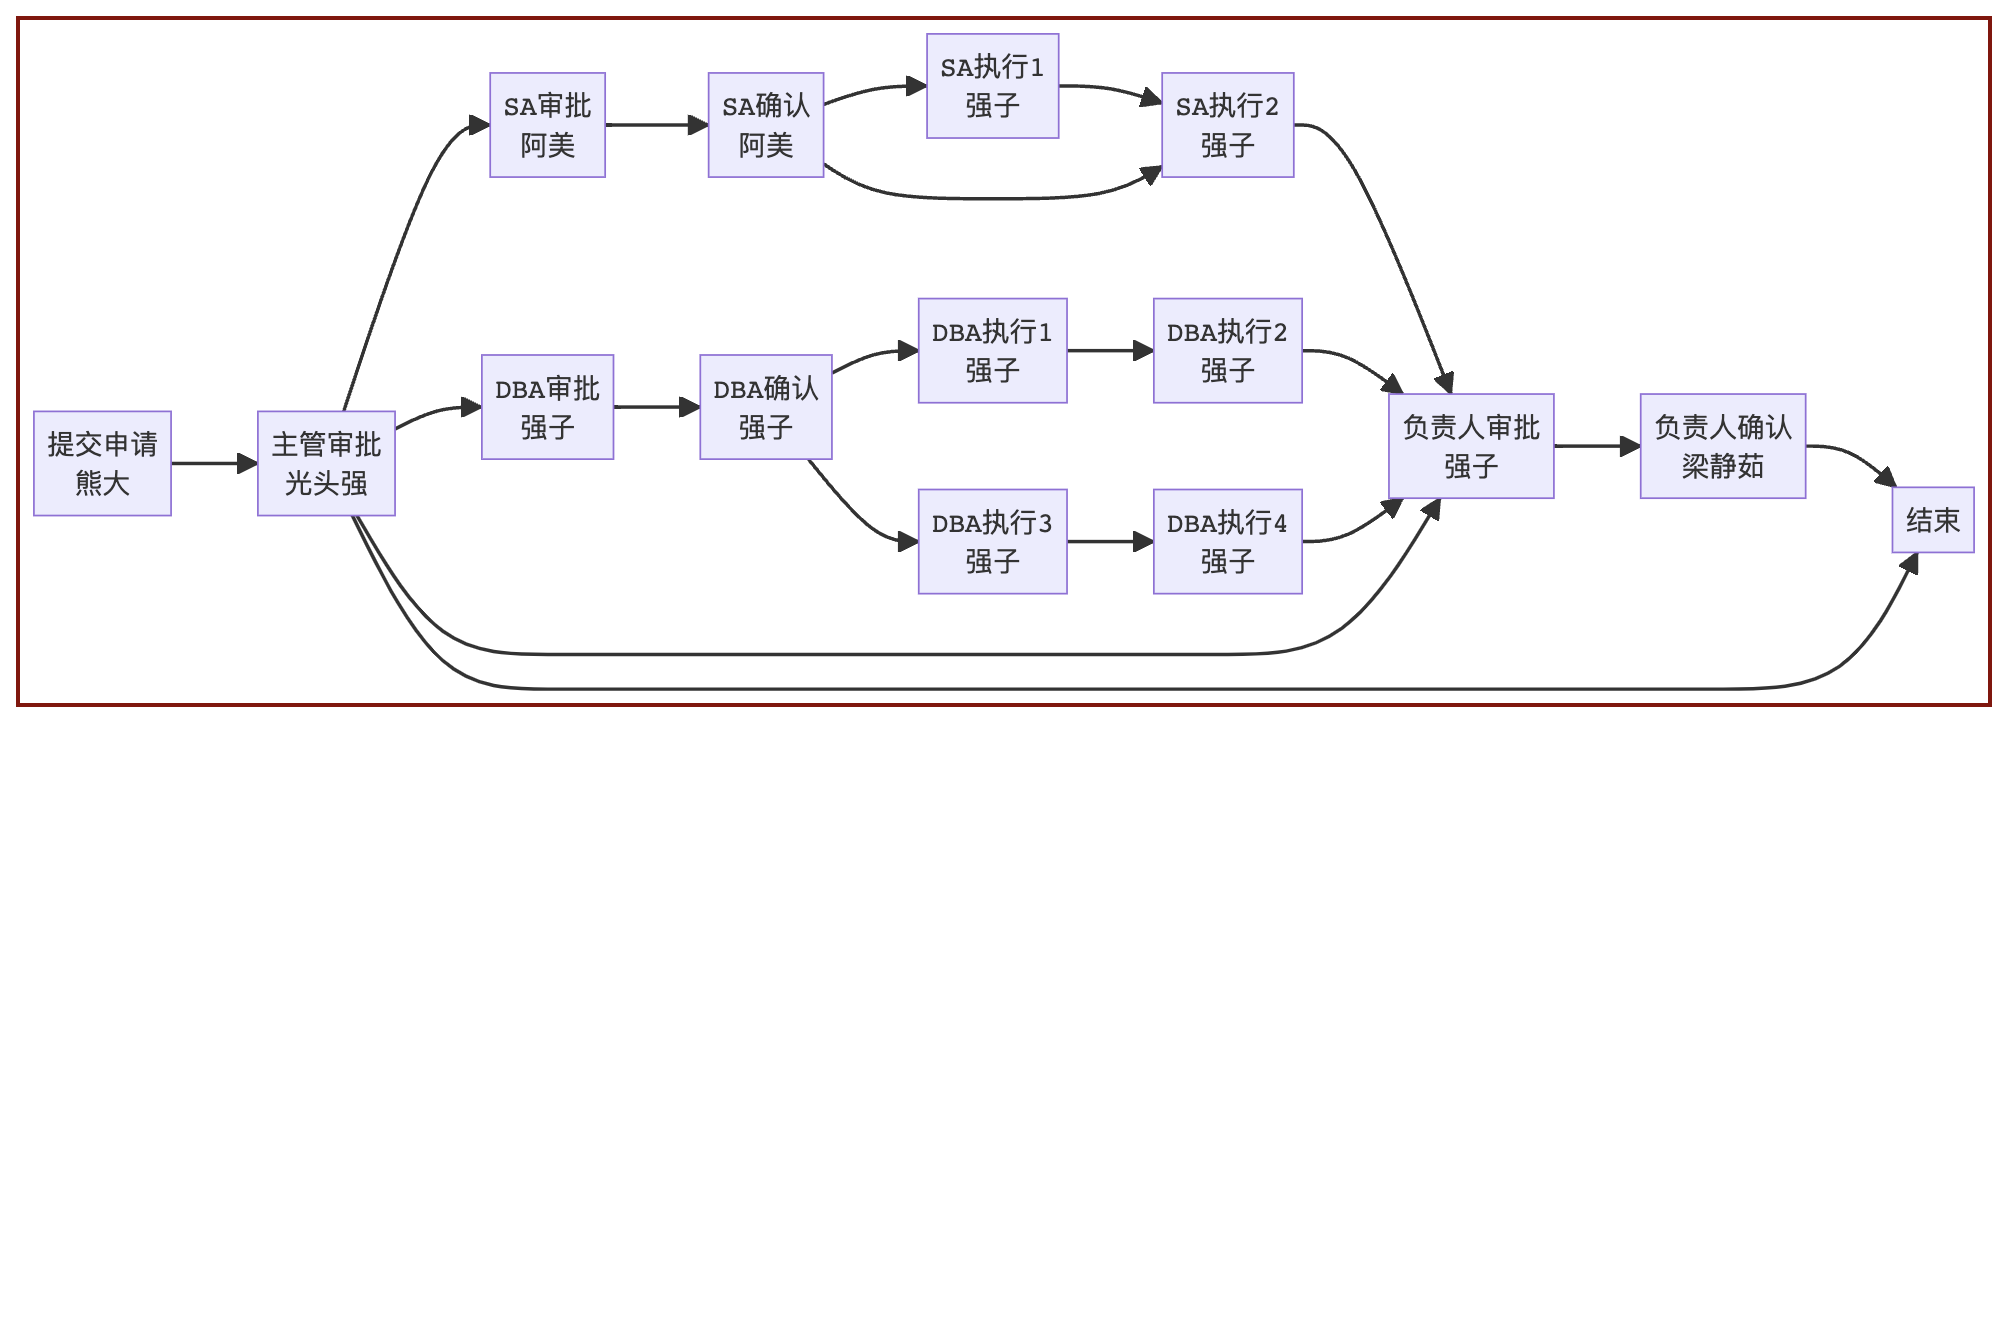 SA执行1
强子
SA审批
阿美
SA确认
阿美
SA执行2
强子
DBA执行1
强子
DBA执行2
强子
DBA审批
强子
DBA确认
强子
提交申请
熊大
主管审批
光头强
负责人审批
强子
负责人确认
梁静茹
结束
DBA执行3
强子
DBA执行4
强子